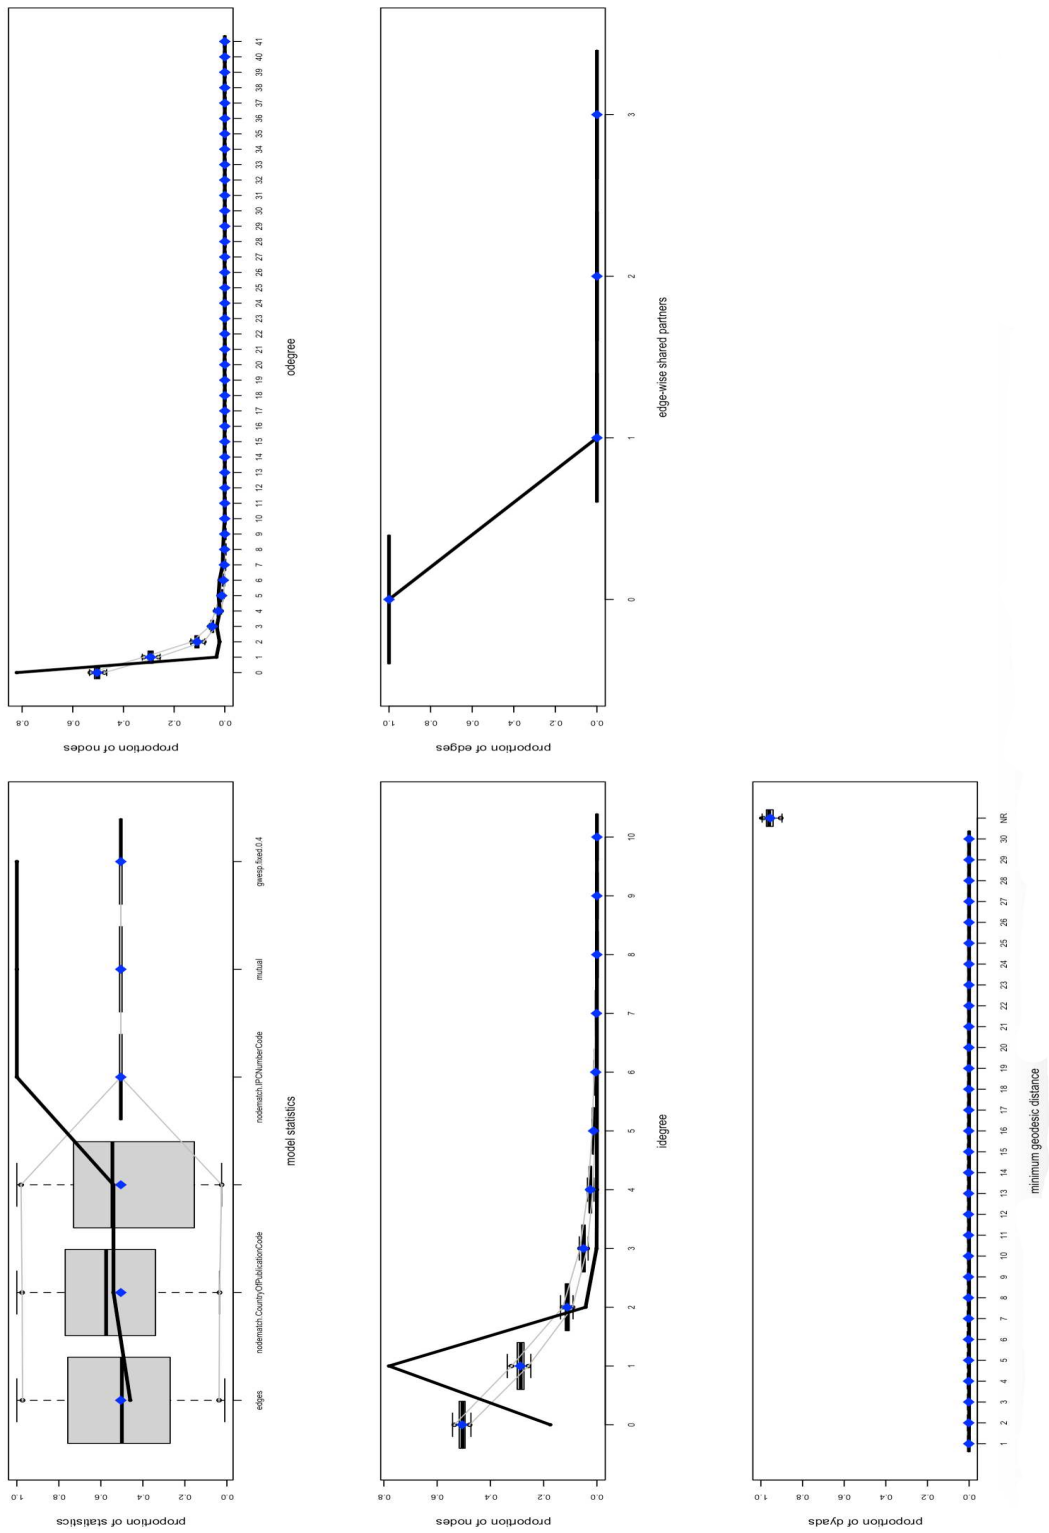 proportion of statistics
1.0
0.8
0.6
0.4
0.2
0.0
edges nodematch.CountryOfPublicationCode nodematch.IPCNumberCode mutual gwesp.fixed.0.4
model statistics
proportion of nodes
0.8
0.6
0.4
0.2
0.0
0 1 2 3 4 5 6 7 8 9 10 11 12 13 14 15 16 17 18 19 20 21 22 23 24 25 26 27 28 29 30 31 32 33 34 35 36 37 38 39 40 41
odegree
proportion of nodes
0.8
0.6
0.4
0.2
0.0
0 1 2 3 4 5 6 7 8 9 10
idegree
proportion of edges
1.0
0.8
0.6
0.4
0.2
0.0
0 1 2 3
edge-wise shared partners
proportion of dyads
1.0
0.8
0.6
0.4
0.2
0.0
1 2 3 4 5 6 7 8 9 10 11 12 13 14 15 16 17 18 19 20 21 22 23 24 25 26 27 28 29 30 NR
minimum geodesic distance